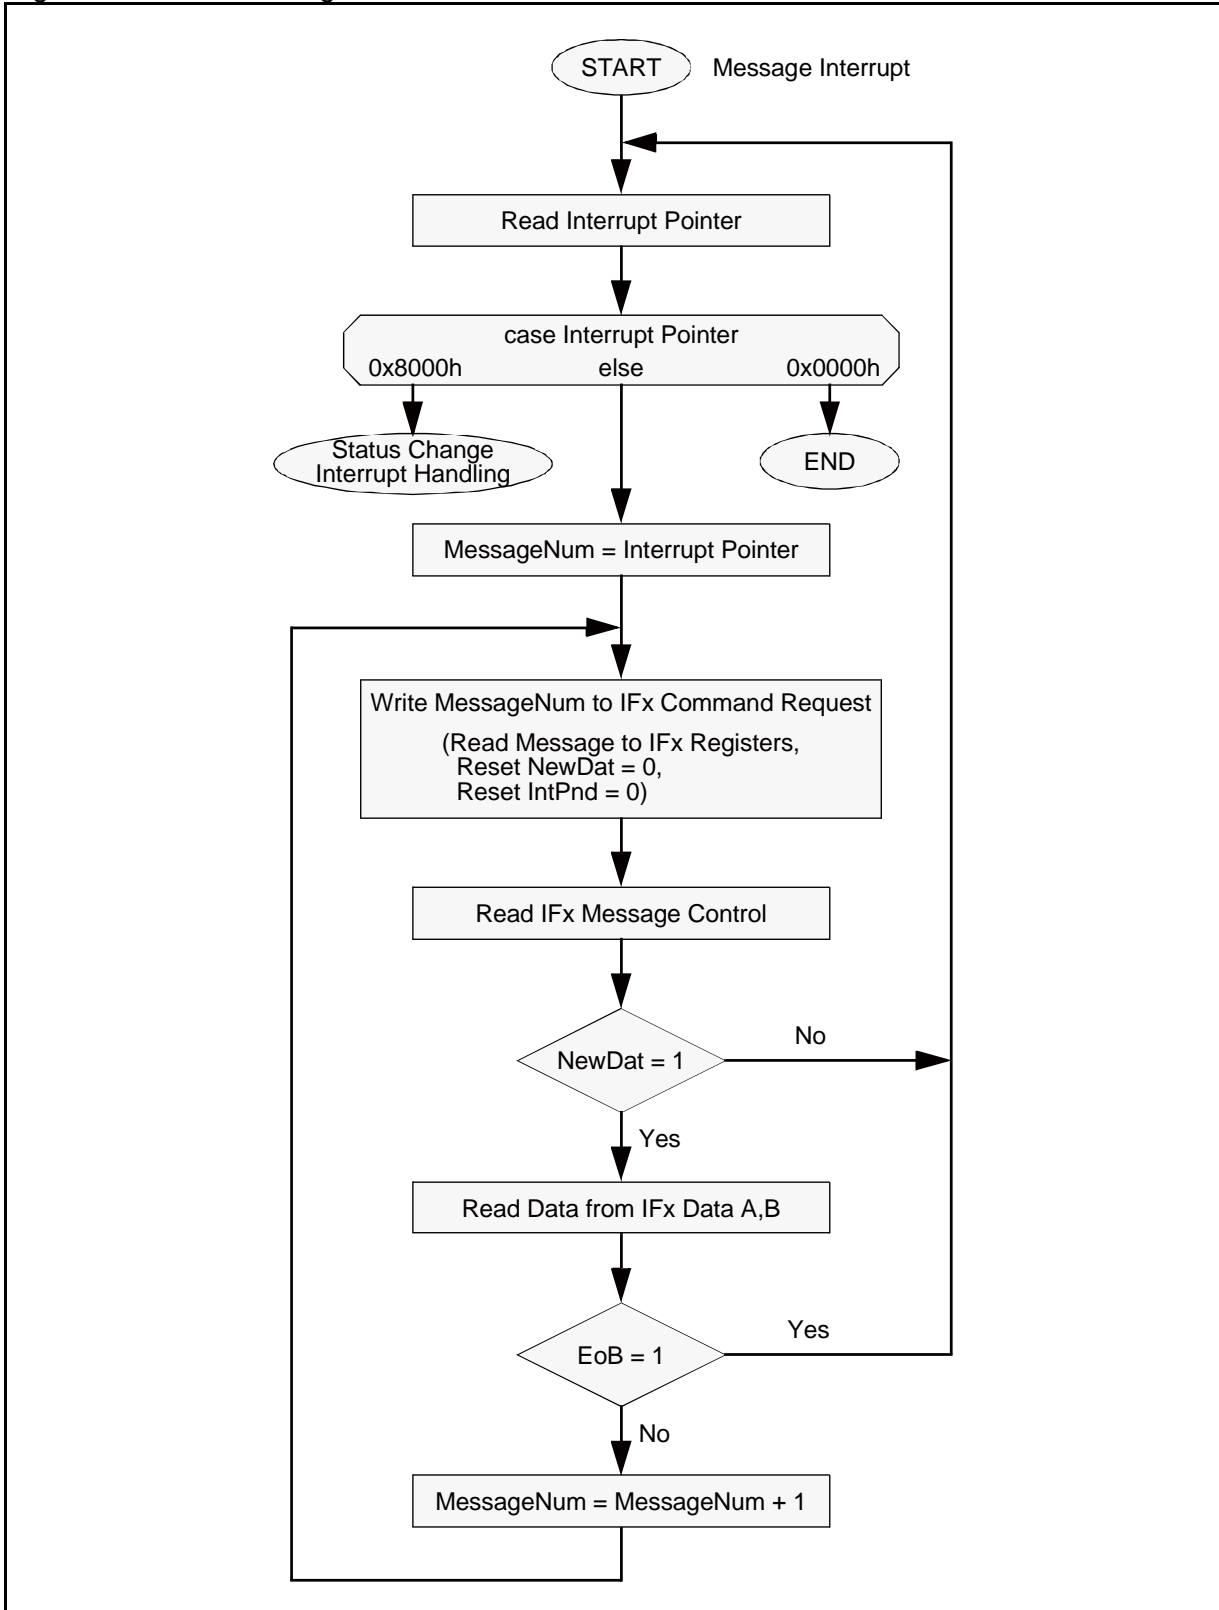 START Message Interrupt
Read Interrupt Pointer
case Interrupt Pointer
0x8000h else 0x0000h
Status Change
Interrupt Handling
END
MessageNum = Interrupt Pointer
Write MessageNum to IFx Command Request
(Read Message to IFx Registers,
Reset NewDat = 0,
Reset IntPnd = 0)
Read IFx Message Control
NewDat = 1
No
Yes
Read Data from IFx Data A,B
EoB = 1
Yes
No
MessageNum = MessageNum + 1